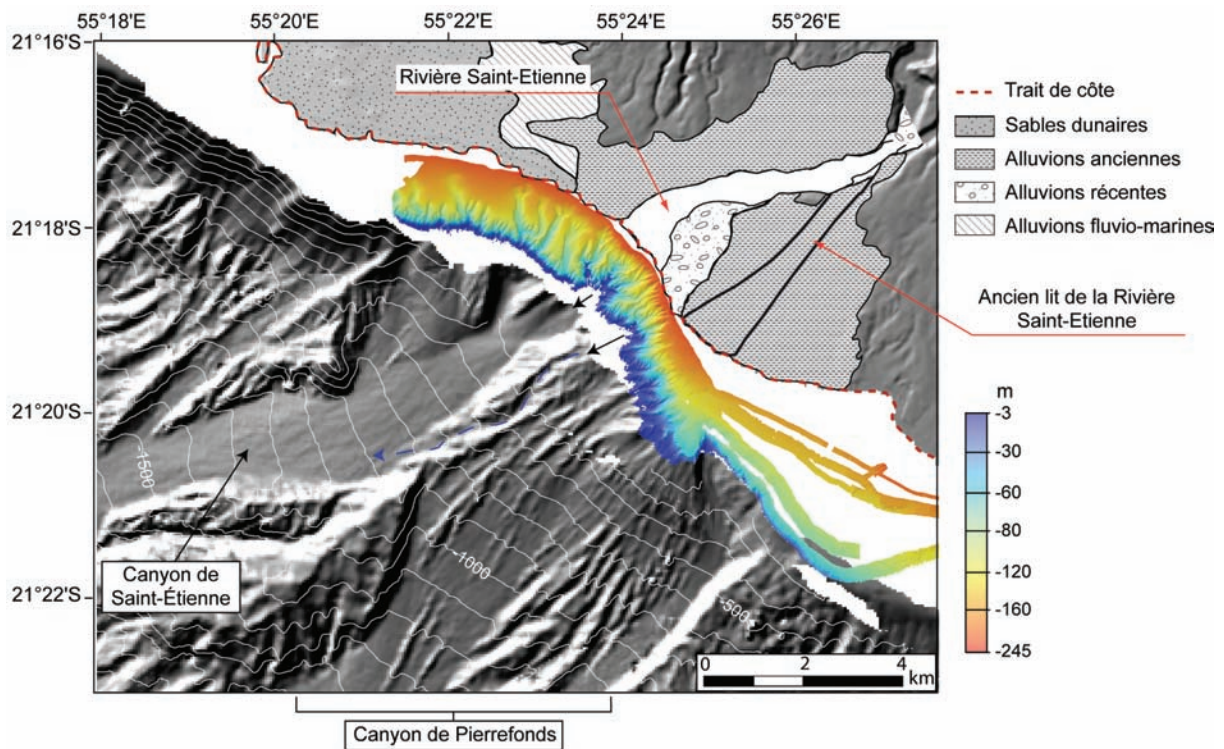 55°18'E 55°20'E 55°22'E 55°24'E 55°26'E
21°16'S
Rivière Saint-Etienne
Trait de côte
Sables dunaires
Alluvions anciennes
Alluvions récentes
Alluvions fluvio-marines
21°18'S
Ancien lit de la Rivière
Saint-Etienne
21°20'S
m
-3
-30
-60
-80
-120
-160
-245
-1500
-1000
-500
Canyon de
Saint-Étienne
21°22'S
0 2 4
km
Canyon de Pierrefonds